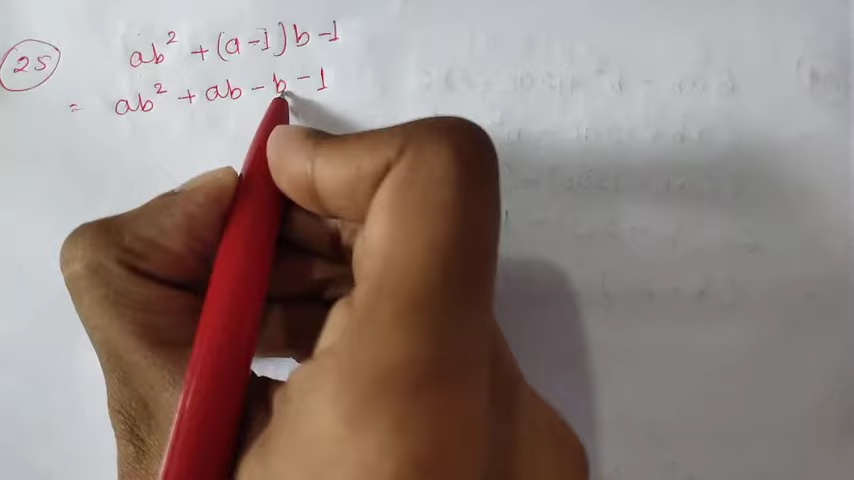 25 ab² + (a-1)b-1
= ab² + ab - b - 1